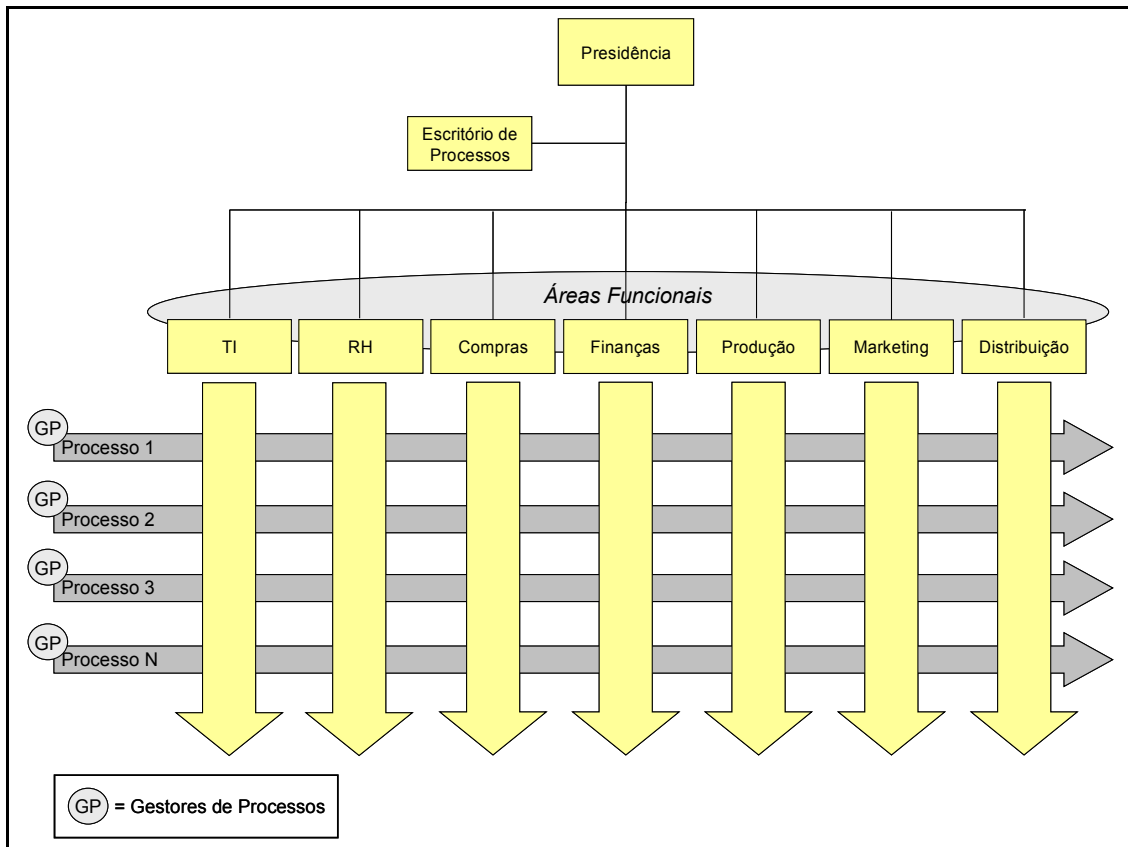 Presidência
Escritório de
Processos
Áreas Funcionais
TI
RH
Compras
Finanças
Produção
Marketing
Distribuição
GP
Processo 1
GP
Processo 2
GP
Processo 3
GP
Processo N
GP = Gestores de Processos